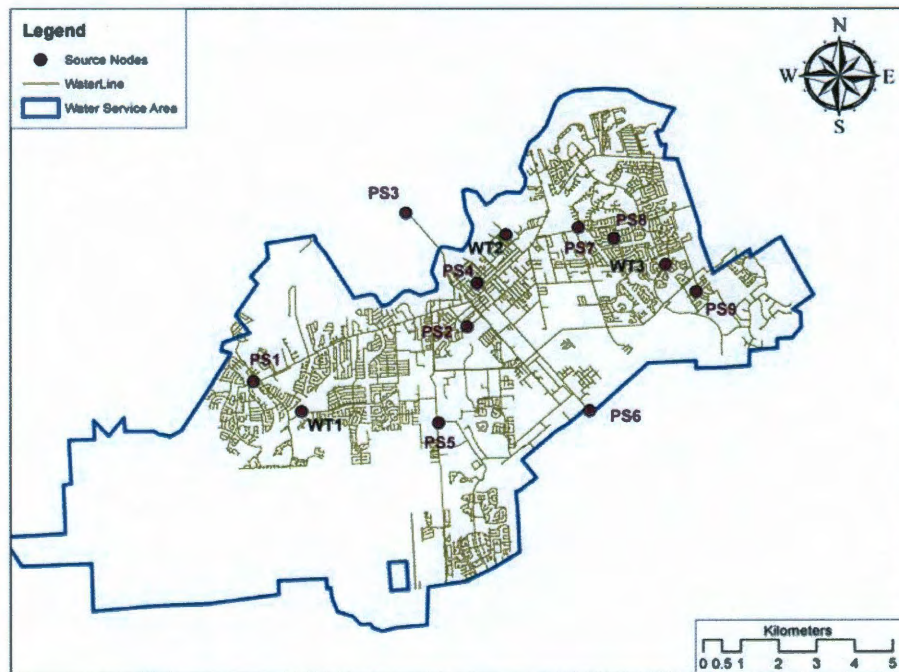 Legend
Source Nodes
WaterLine
Water Service Area
N
W
E
S
PS3
PS8
WT2
PS7
WT3
PS4
PS9
PS2
PS1
WT1
PS6
PS5
Kilometers
0 0.5 1 2 3 4 5